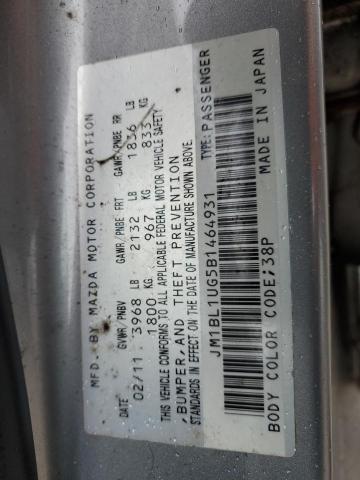 MFD. BY MAZDA MOTOR CORPORATION
DATE GVWR/PNBV GAWR/PNBE FRT GAWR/PNBE RR
02/11 3968 LB 2132 LB 1836 LB
1800 KG 967 KG 833 KG
THIS VEHICLE CONFORMS TO ALL APPLICABLE FEDERAL MOTOR VEHICLE SAFETY
,BUMPER, AND THEFT PREVENTION
STANDARDS IN EFFECT ON THE DATE OF MANUFACTURE SHOWN ABOVE.
JM1BL1UG5B1464931 TYPE: PASSENGER
BODY COLOR CODE;38P MADE IN JAPAN